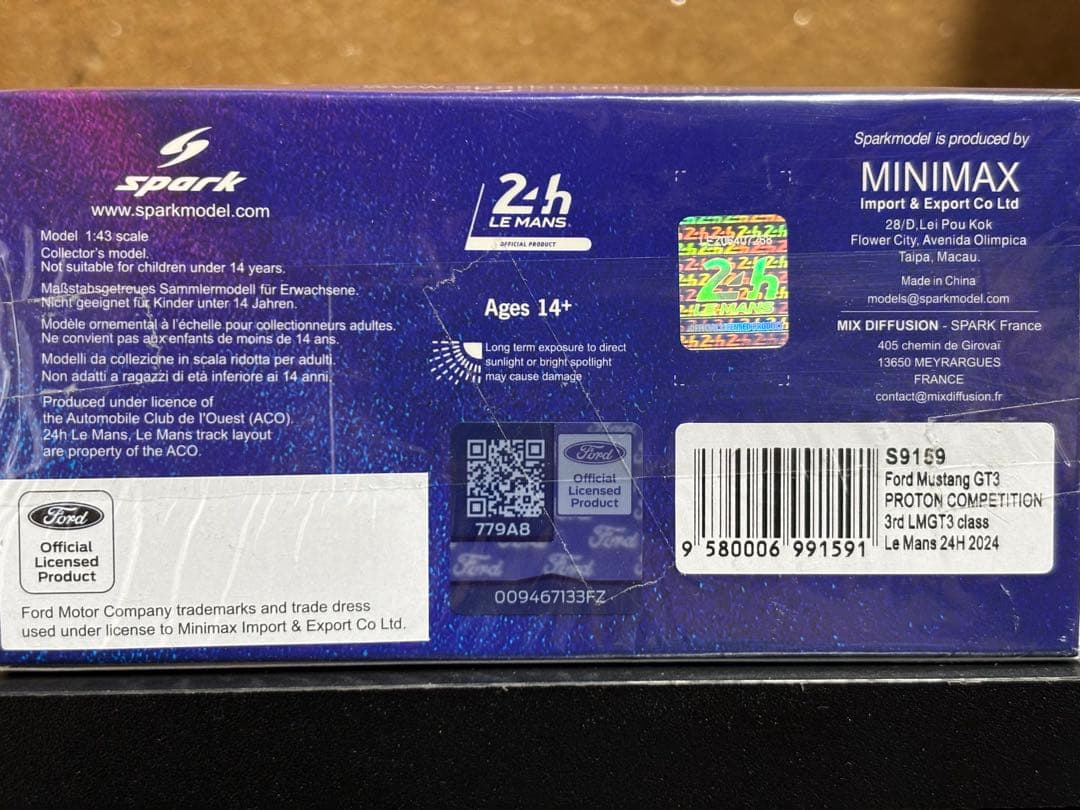 spark
www.sparkmodel.com
Model 1:43 scale
Collector's model.
Not suitable for children under 14 years.
Maßstabsgetreues Sammlermodell für Erwachsene.
Nicht geeignet für Kinder unter 14 Jahren.
Modèle ornemental à l'échelle pour collectionneurs adultes.
Ne convient pas aux enfants de moins de 14 ans.
Modelli da collezione in scala ridotta per adulti.
Non adatti a ragazzi di età inferiore ai 14 anni.
Produced under licence of
the Automobile Club de l'Ouest (ACO).
24h Le Mans, Le Mans track layout
are property of the ACO.
Ford
Official
Licensed
Product
Ford Motor Company trademarks and trade dress
used under license to Minimax Import & Export Co Ltd.
24h
LE MANS
OFFICIAL PRODUCT
Ages 14+
Long term exposure to direct
sunlight or bright spotlight
may cause damage
Ford
Official
Licensed
Product
779A8
Ford
Ford
Ford
009467133FZ
24h
LE MANS
Sparkmodel is produced by
MINIMAX
Import & Export Co Ltd
28/D,Lei Pou Kok
Flower City, Avenida Olimpica
Taipa, Macau.
Made in China
models@sparkmodel.com
MIX DIFFUSION - SPARK France
405 chemin de Girovaï
13650 MEYRARGUES
FRANCE
contact@mixdiffusion.fr
S9159
Ford Mustang GT3
PROTON COMPETITION
3rd LMGT3 class
Le Mans 24H 2024
9 580006 991591